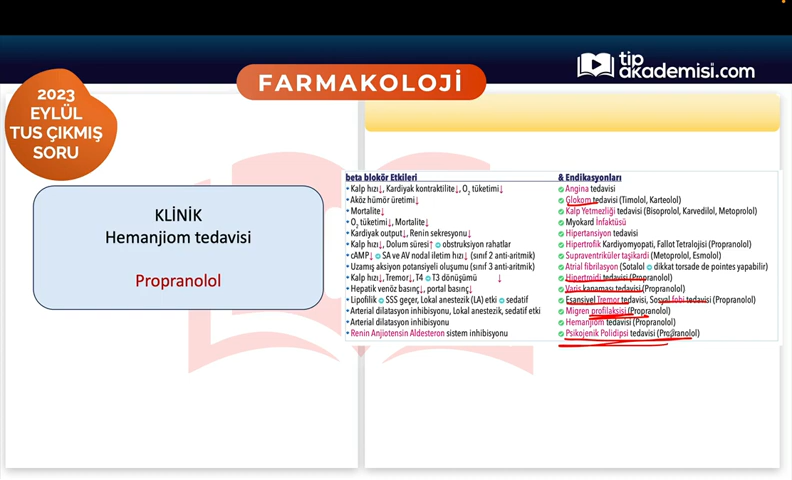 tip
akademisi.com
FARMAKOLOJİ
2023
EYLÜL
TUS ÇIKMIŞ
SORU
KLİNİK
Hemanjiom tedavisi
Propranolol
beta blokör Etkileri & Endikasyonları
• Kalp hızı↓, Kardiyak kontraktilite↓, O₂ tüketimi↓ Angina tedavisi
• Aköz hümör üretimi↓ Glokom tedavisi (Timolol, Karteolol)
• Mortalite↓ Kalp Yetmezliği tedavisi (Bisoprolol, Karvedilol, Metoprolol)
• O₂ tüketimi↓, Mortalite↓ Myokard İnfaktüsü
• Kardiyak output↓, Renin sekresyonu↓ Hipertansiyon tedavisi
• Kalp hızı↓, Dolum süresi↑ → obstruksiyon rahatlar Hipertrofik Kardiyomyopati, Fallot Tetralojisi (Propranolol)
• cAMP↓ → SA ve AV nodal iletim hızı↓ (sınıf 2 anti-aritmik) Supraventriküler taşikardi (Metoprolol, Esmolol)
• Uzamış aksiyon potansiyeli oluşumu (sınıf 3 anti-aritmik) Atrial fibrilasyon (Sotalol → dikkat torsade de pointes yapabilir)
• Kalp hızı↓, Tremor↓, T4 → T3 dönüşümü ↓ Hipertroidi tedavisi (Propranolol)
• Hepatik venöz basınç↓, portal basınç↓ Varis kanaması tedavisi (Propranolol)
• Lipofilik → SSS geçer, Lokal anestezik (LA) etki → sedatif Esansiyel Tremor tedavisi, Sosyal fobi tedavisi (Propranolol)
• Arterial dilatasyon inhibisyonu, Lokal anestezik, sedatif etki Migren profilaksisi (Propranolol)
• Arterial dilatasyon inhibisyonu Hemanjiom tedavisi (Propranolol)
• Renin Anjiotensin Aldesteron sistem inhibisyonu Psikojenik Polidipsi tedavisi (Propranolol)